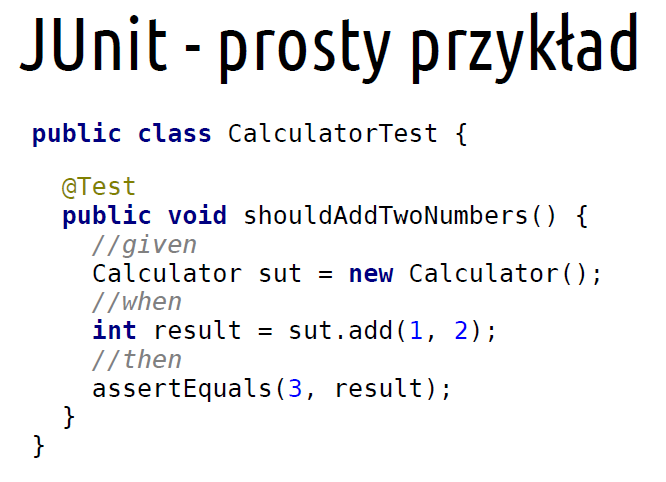 JUnit - prosty przykład
public class CalculatorTest {
@Test
public void shouldAddTwoNumbers() {
//given
Calculator sut = new Calculator();
//when
int result = sut.add(1, 2);
//then
assertEquals(3, result);
}
}